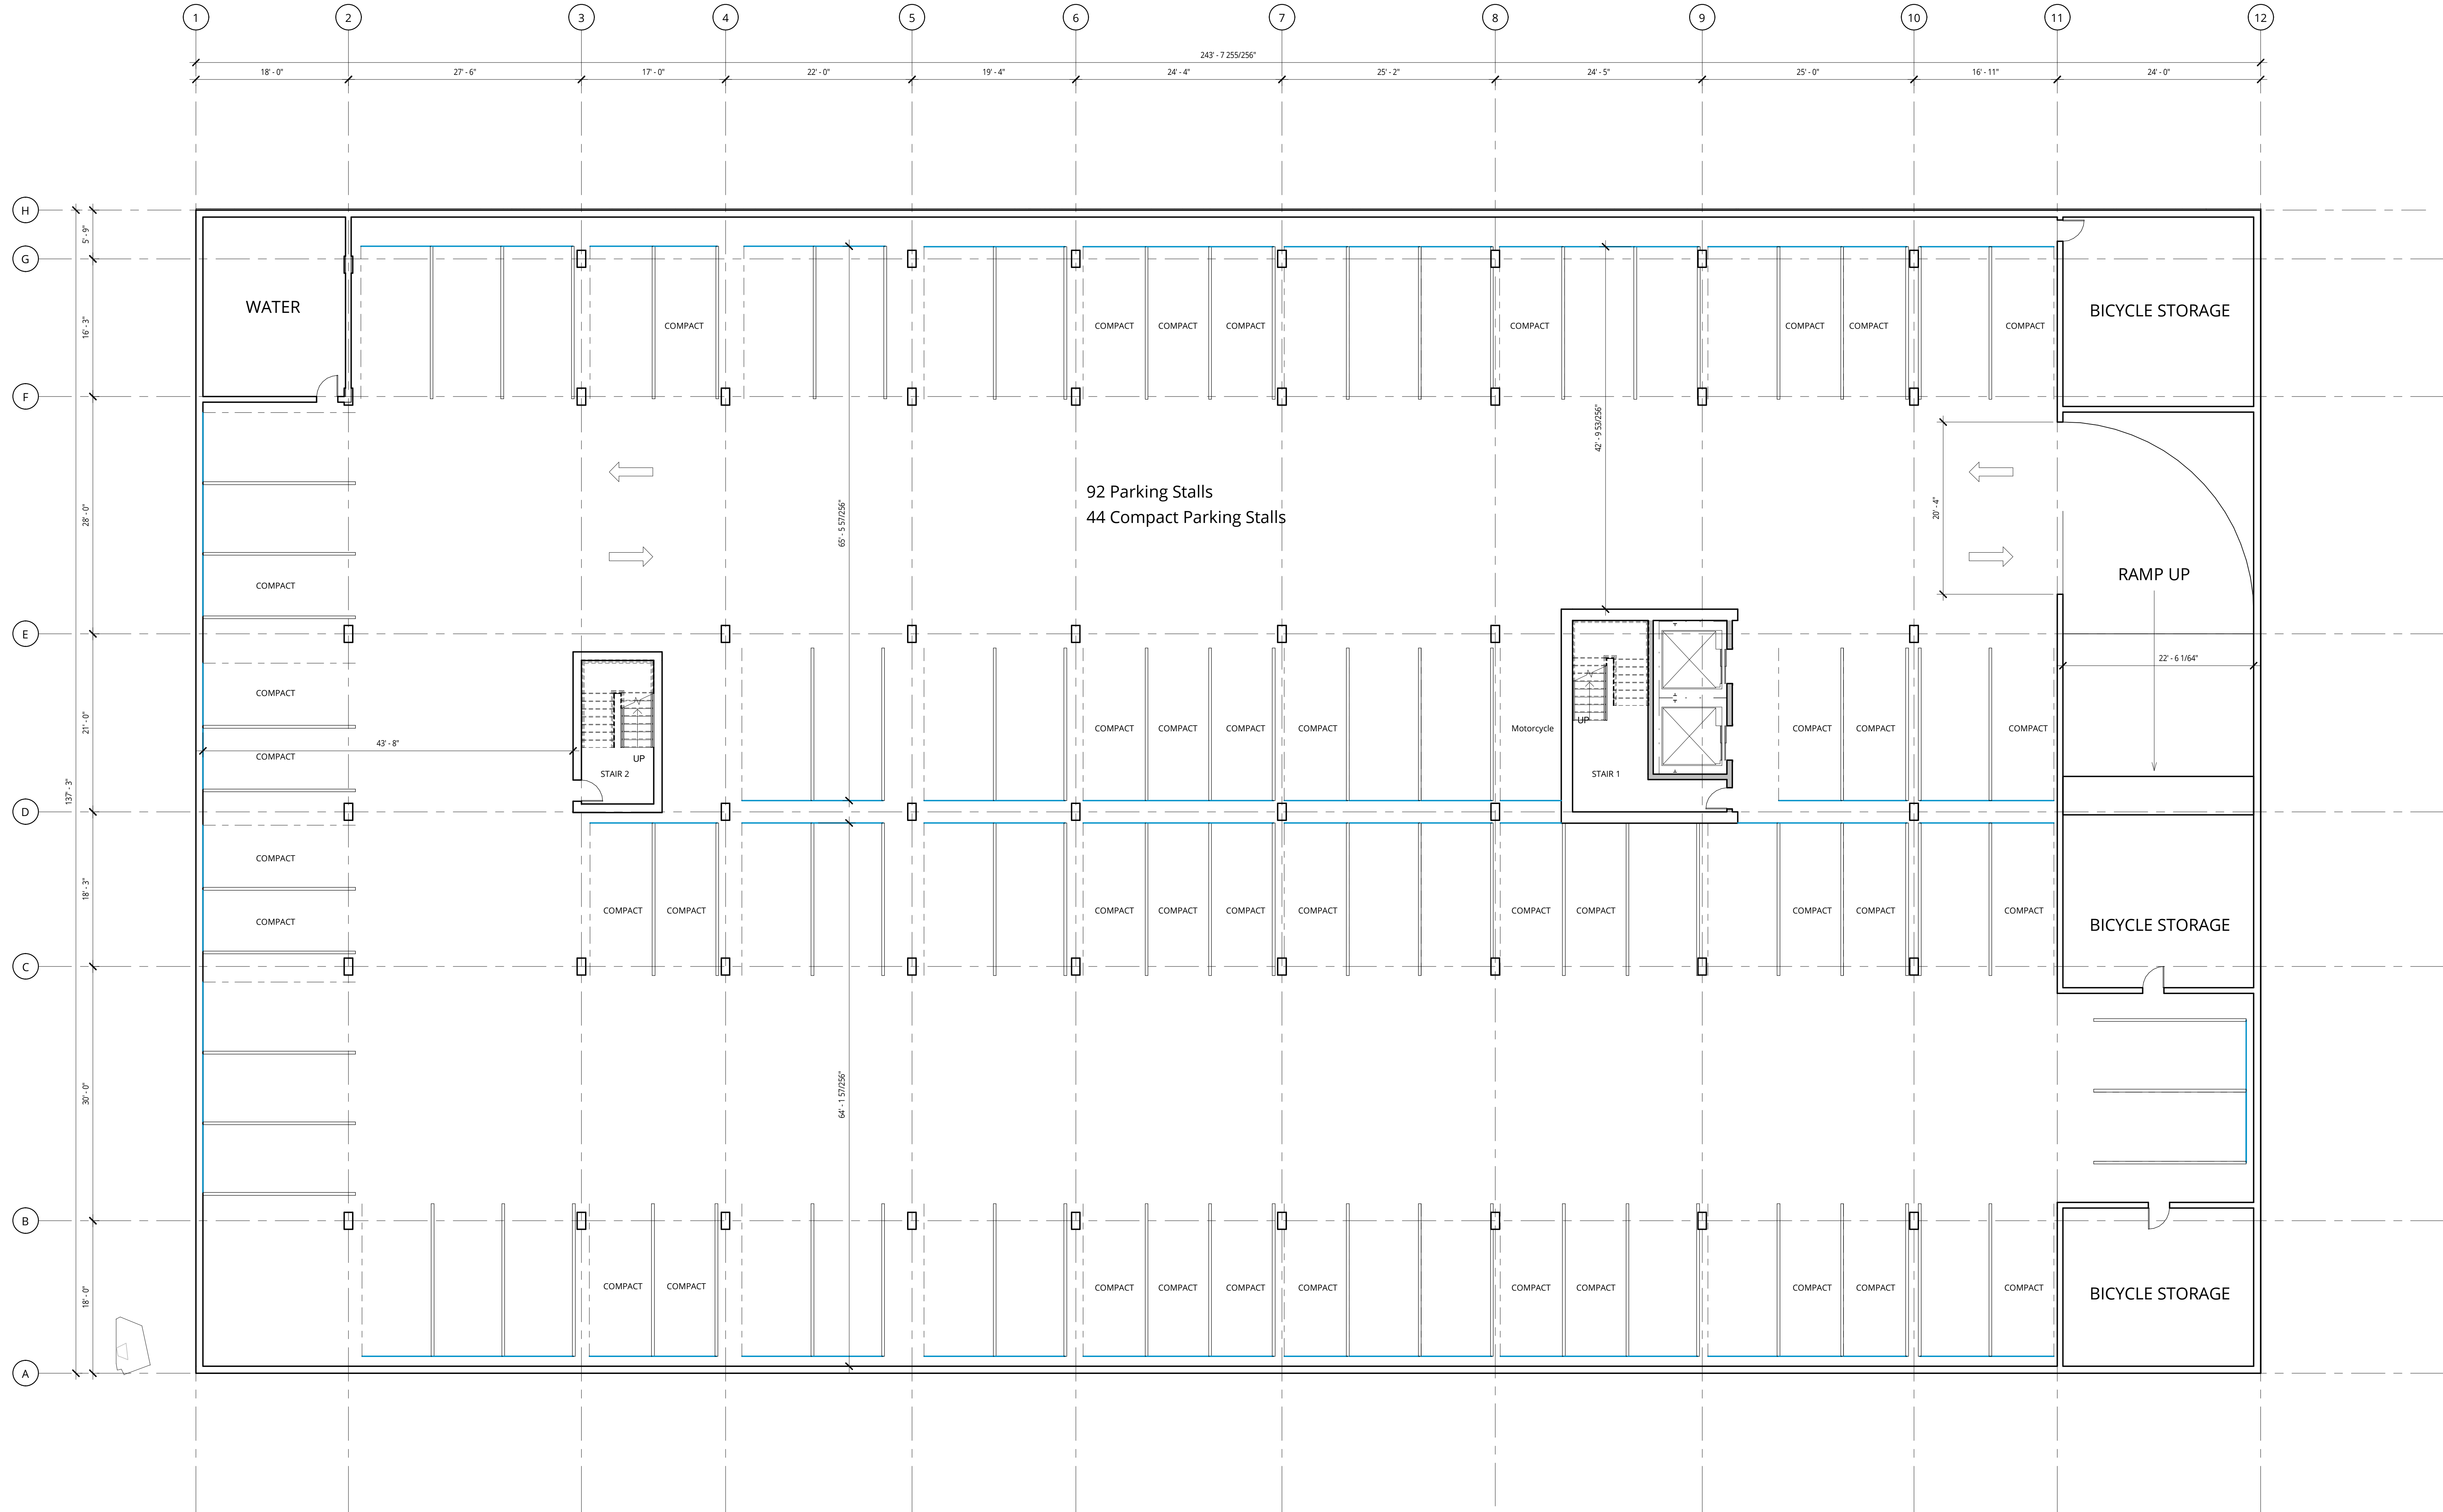 1 2 3 4 5 6 7 8 9 10 11 12
243' - 7 255/256"
18' - 0" 27' - 6" 17' - 0" 22' - 0" 19' - 4" 24' - 4" 25' - 2" 24' - 5" 25' - 0" 16' - 11" 24' - 0"
H
5' - 9"
G
WATER
BICYCLE STORAGE
16' - 3"
COMPACT COMPACT COMPACT COMPACT COMPACT COMPACT COMPACT COMPACT
F
42' - 9 53/256"
92 Parking Stalls
44 Compact Parking Stalls
28' - 0"
65' - 5 57/256"
20' - 4"
RAMP UP
COMPACT
E
22' - 6 1/64"
COMPACT
21' - 0"
UP
COMPACT COMPACT COMPACT COMPACT Motorcycle COMPACT COMPACT COMPACT
43' - 8"
COMPACT
UP
STAIR 2
STAIR 1
137' - 3"
D
COMPACT
18' - 3"
COMPACT COMPACT COMPACT COMPACT COMPACT COMPACT COMPACT COMPACT COMPACT COMPACT COMPACT
COMPACT
BICYCLE STORAGE
C
30' - 0"
64' - 1 57/256"
B
COMPACT COMPACT COMPACT COMPACT COMPACT COMPACT COMPACT COMPACT COMPACT COMPACT COMPACT
BICYCLE STORAGE
18' - 0"
A